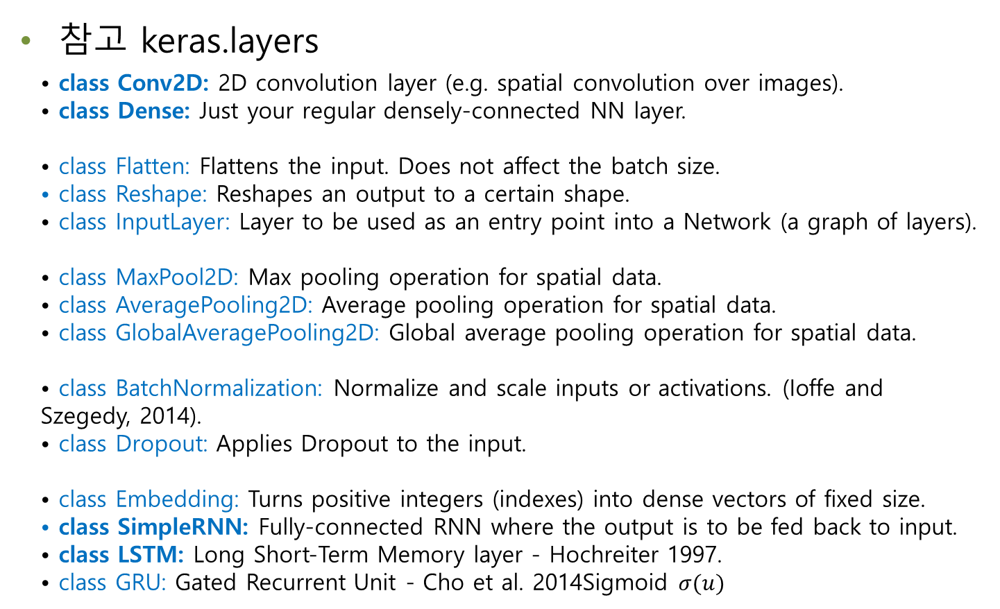 • 참고 keras.layers
• class Conv2D: 2D convolution layer (e.g. spatial convolution over images).
• class Dense: Just your regular densely-connected NN layer.
• class Flatten: Flattens the input. Does not affect the batch size.
• class Reshape: Reshapes an output to a certain shape.
• class InputLayer: Layer to be used as an entry point into a Network (a graph of layers).
• class MaxPool2D: Max pooling operation for spatial data.
• class AveragePooling2D: Average pooling operation for spatial data.
• class GlobalAveragePooling2D: Global average pooling operation for spatial data.
• class BatchNormalization: Normalize and scale inputs or activations. (Ioffe and
Szegedy, 2014).
• class Dropout: Applies Dropout to the input.
• class Embedding: Turns positive integers (indexes) into dense vectors of fixed size.
• class SimpleRNN: Fully-connected RNN where the output is to be fed back to input.
• class LSTM: Long Short-Term Memory layer - Hochreiter 1997.
• class GRU: Gated Recurrent Unit - Cho et al. 2014Sigmoid 𝜎(𝑢)